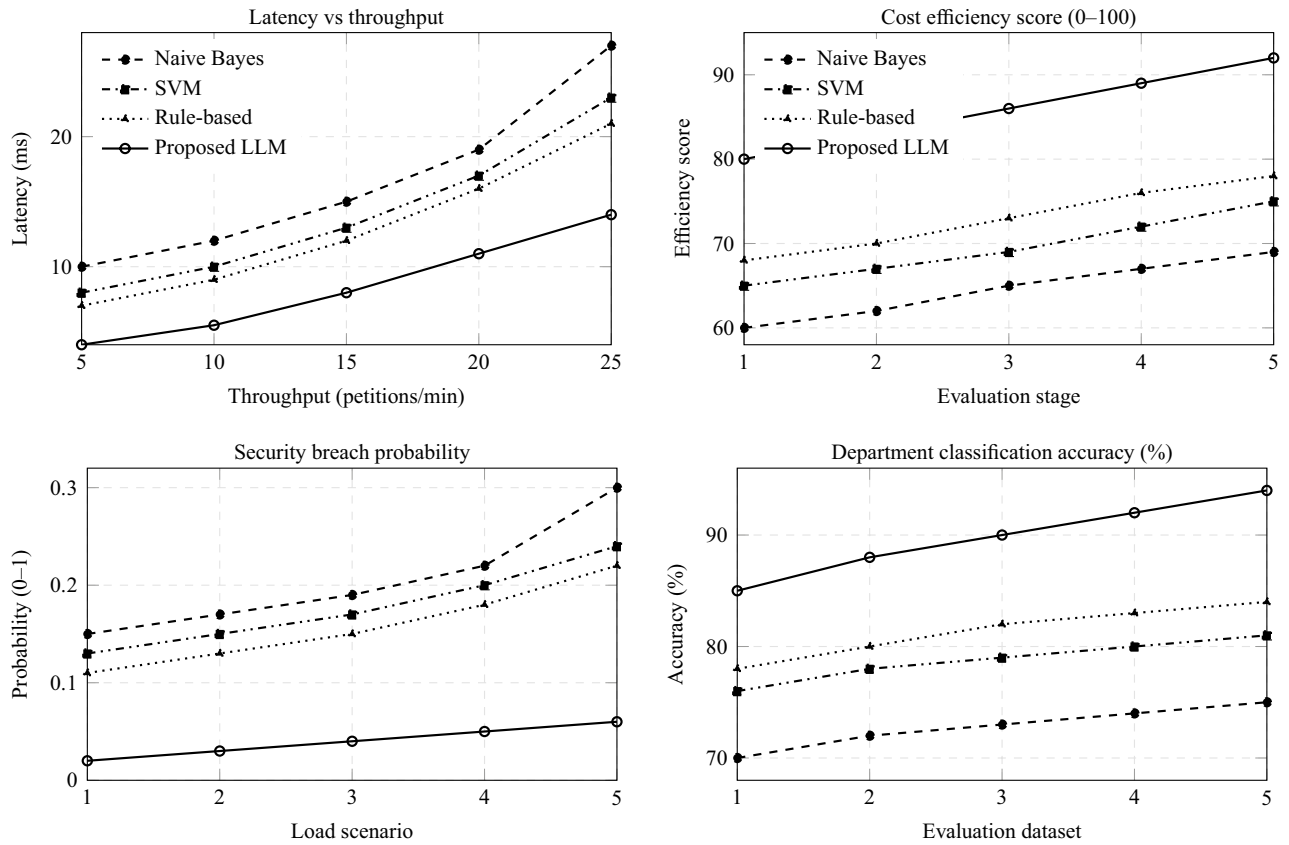 Latency vs throughput
Naive Bayes
SVM
Rule-based
Proposed LLM
20
10
Latency (ms)
5 10 15 20 25
Throughput (petitions/min)
Cost efficiency score (0–100)
Naive Bayes
SVM
Rule-based
Proposed LLM
90
80
70
60
Efficiency score
1 2 3 4 5
Evaluation stage
Security breach probability
0.3
0.2
0.1
0
Probability (0–1)
1 2 3 4 5
Load scenario
Department classification accuracy (%)
90
80
70
Accuracy (%)
1 2 3 4 5
Evaluation dataset